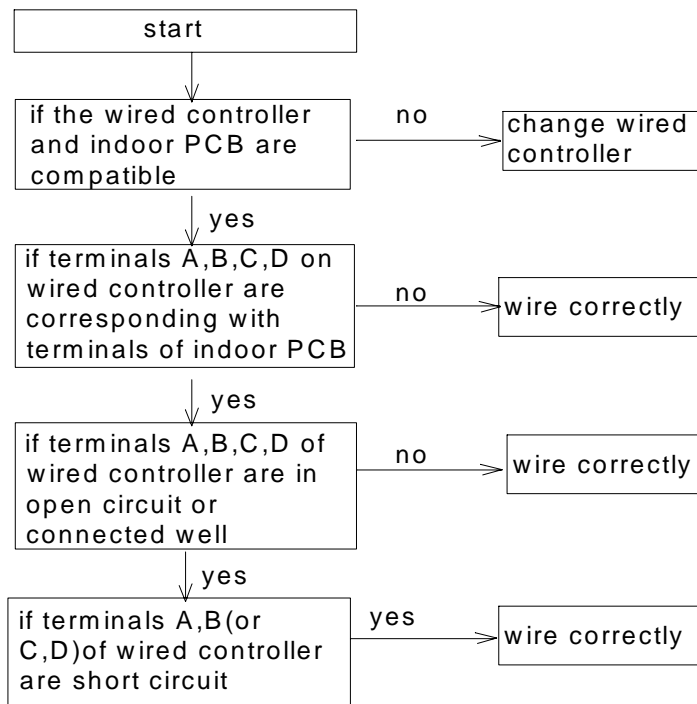 start
if the wired controller
and indoor PCB are
compatible
no
change wired
controller
yes
if terminals A,B,C,D on
wired controller are
corresponding with
terminals of indoor PCB
no
wire correctly
yes
if terminals A,B,C,D of
wired controller are in
open circuit or
connected well
no
wire correctly
yes
if terminals A,B(or
C,D)of wired controller
are short circuit
yes
wire correctly